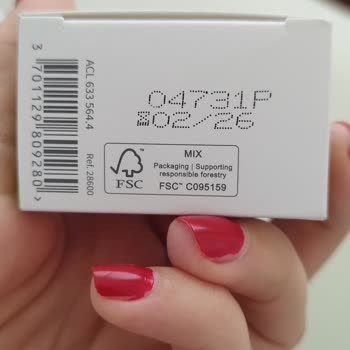 04731P
02/26
MIX
Packaging | Supporting
responsible forestry
FSC™ C095159
FSC
ACL 633 564.4
Ref. 28600
3 701129 809280 >